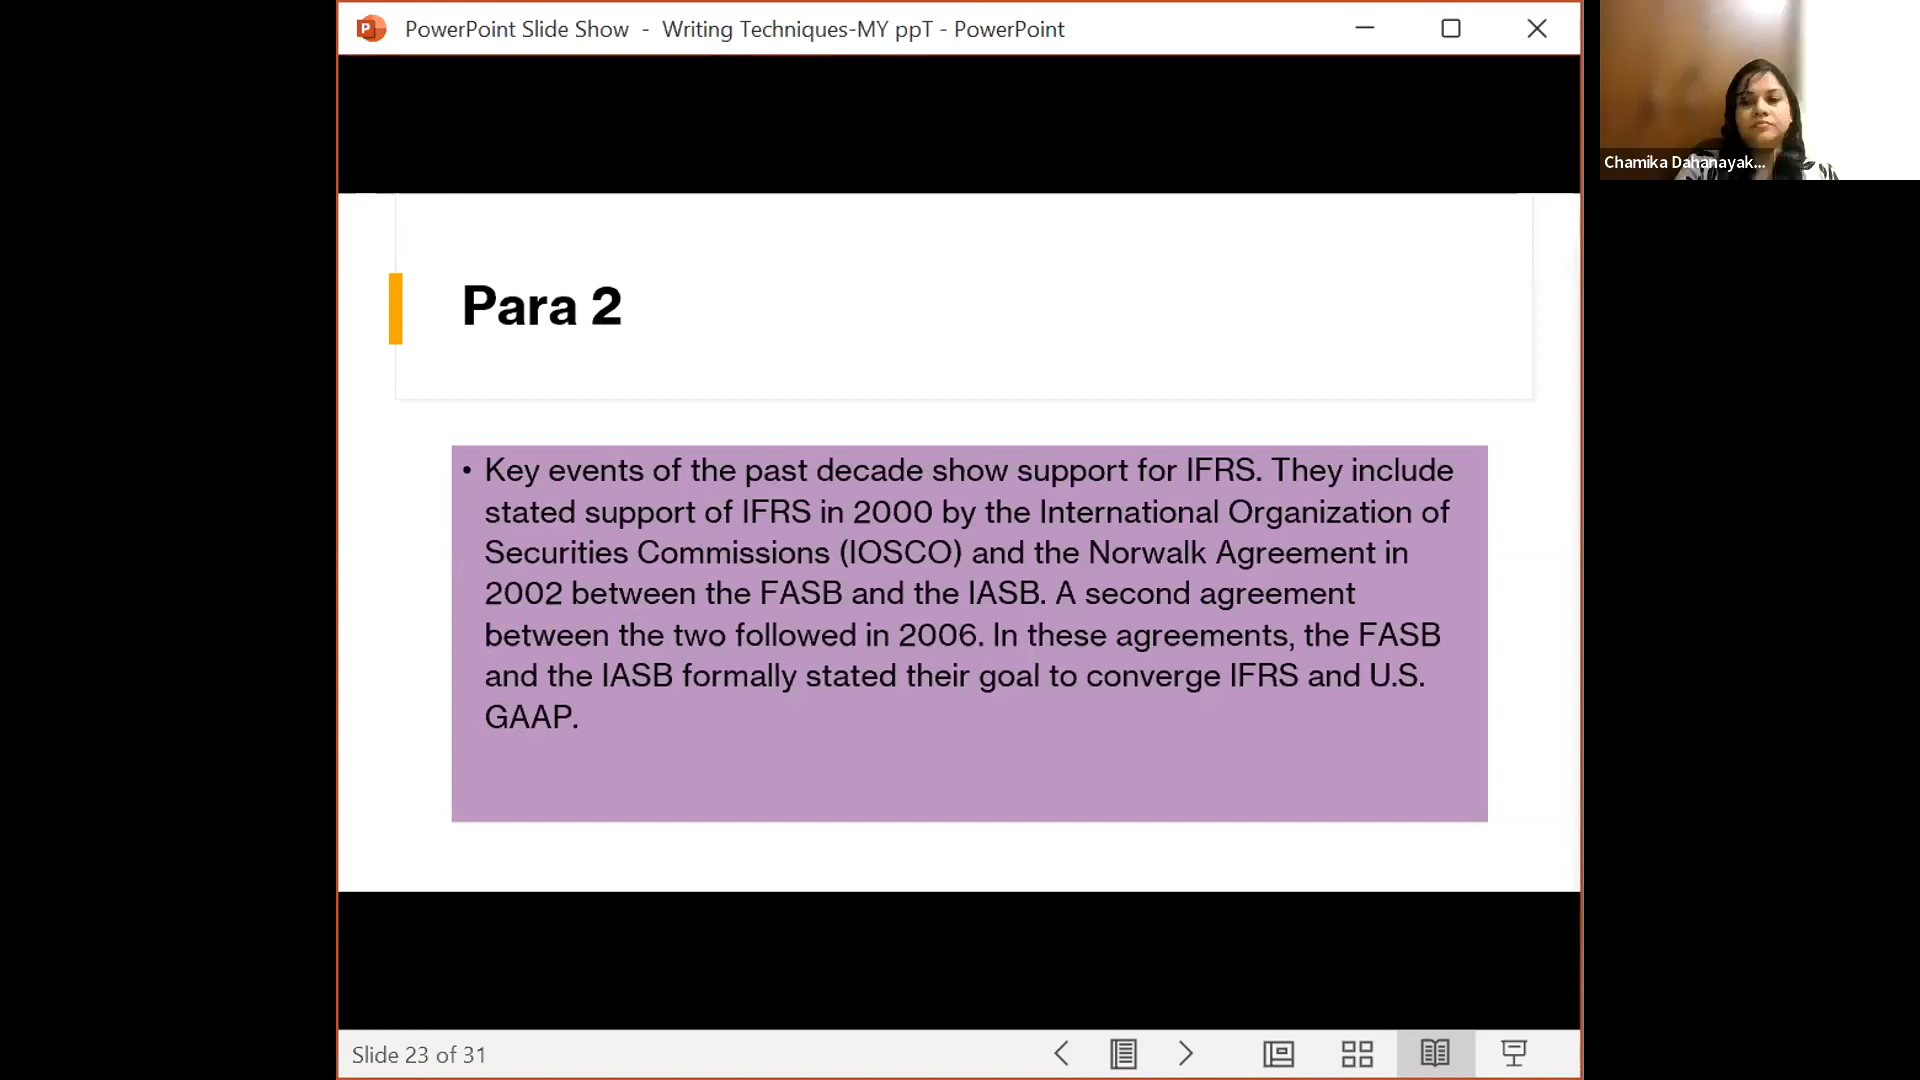 PowerPoint Slide Show - Writing Techniques-MY ppT - PowerPoint
Chamika Dahanayak...
Para 2
• Key events of the past decade show support for IFRS. They include
stated support of IFRS in 2000 by the International Organization of
Securities Commissions (IOSCO) and the Norwalk Agreement in
2002 between the FASB and the IASB. A second agreement
between the two followed in 2006. In these agreements, the FASB
and the IASB formally stated their goal to converge IFRS and U.S.
GAAP.
Slide 23 of 31